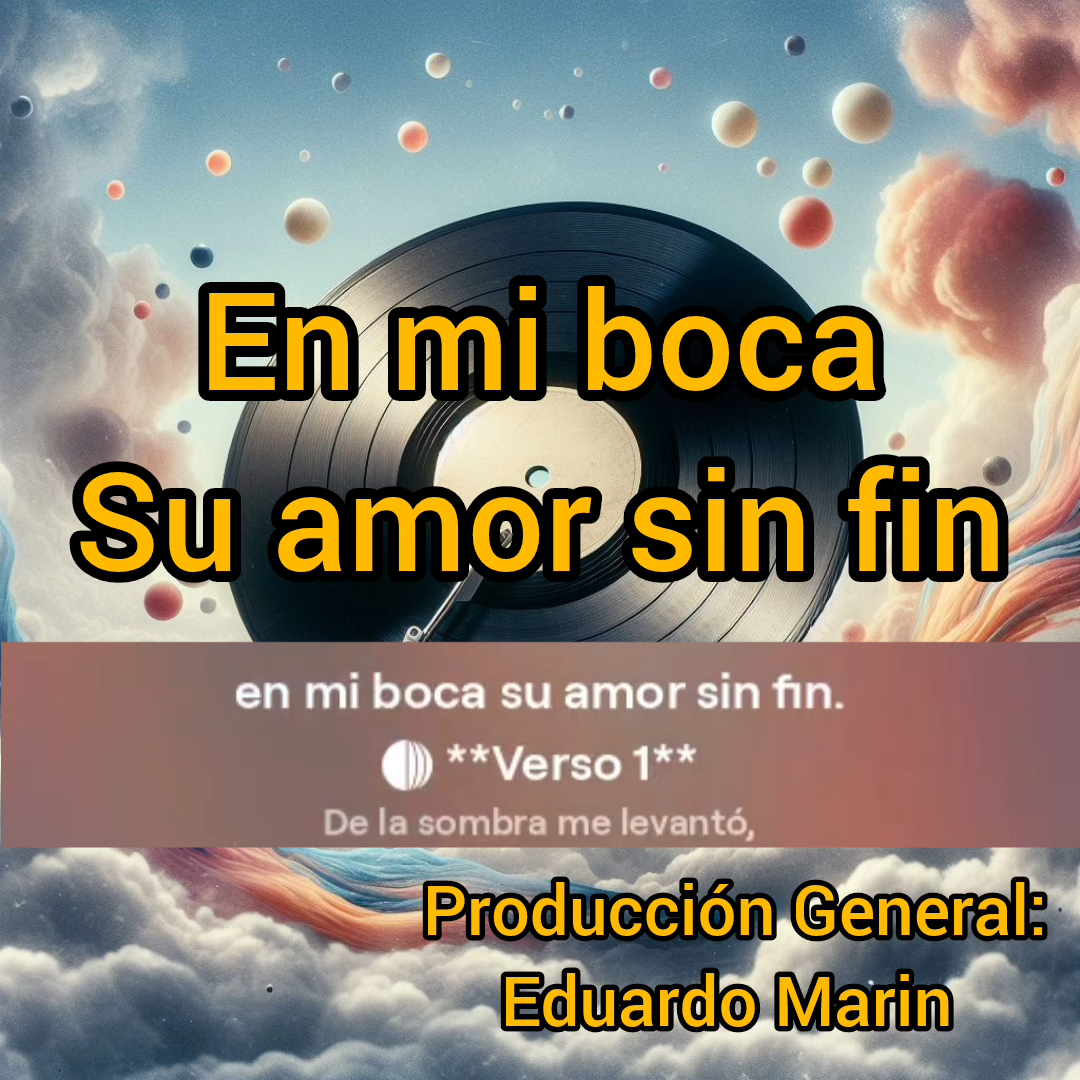 En mi boca
Su amor sin fin
en mi boca su amor sin fin.
**Verso 1**
De la sombra me levantó,
Producción General:
Eduardo Marin